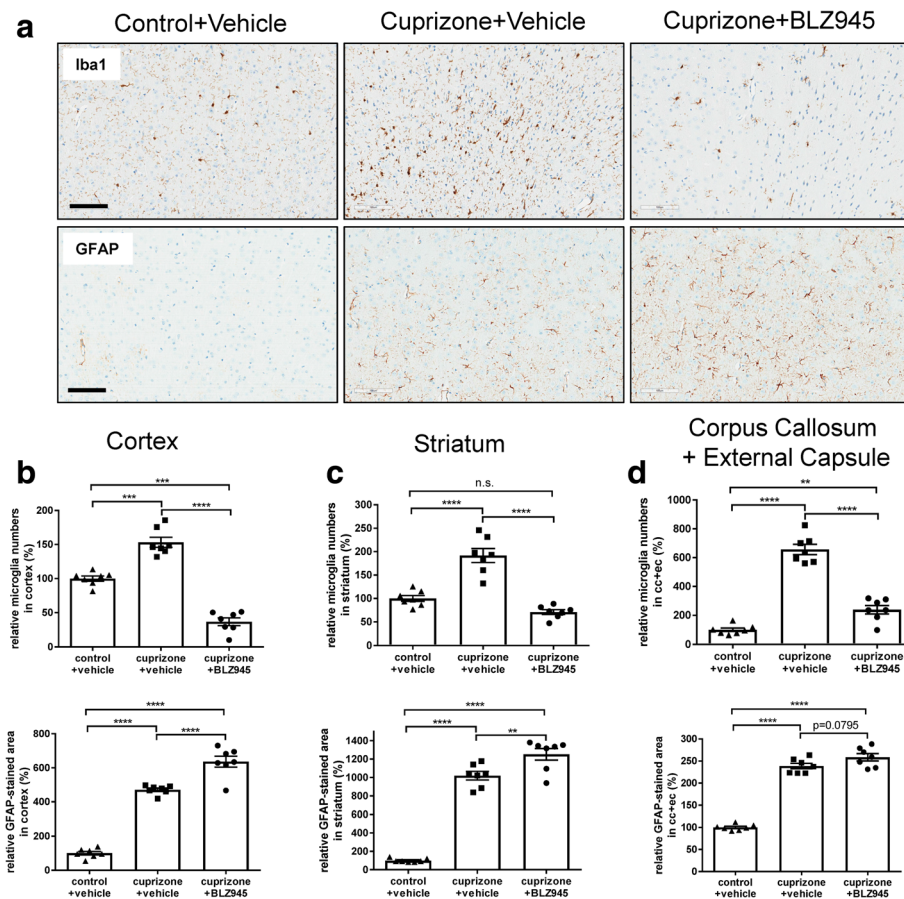 a
Control+Vehicle
Cuprizone+Vehicle
Cuprizone+BLZ945
Iba1
GFAP
Cortex
Striatum
Corpus Callosum
+ External Capsule
b
relative microglia numbers
in cortex (%)
200
150
100
50
0
***
***
****
control
+vehicle
cuprizone
+vehicle
cuprizone
+BLZ945
relative GFAP-stained area
in cortex (%)
800
600
400
200
0
****
****
****
control
+vehicle
cuprizone
+vehicle
cuprizone
+BLZ945
c
relative microglia numbers
in striatum (%)
300
250
200
150
100
50
0
n.s.
****
****
control
+vehicle
cuprizone
+vehicle
cuprizone
+BLZ945
relative GFAP-stained area
in striatum (%)
1400
1200
1000
800
600
400
200
0
****
****
**
control
+vehicle
cuprizone
+vehicle
cuprizone
+BLZ945
d
relative microglia numbers
in cc+ec (%)
1000
800
600
400
200
0
**
****
****
control
+vehicle
cuprizone
+vehicle
cuprizone
+BLZ945
relative GFAP-stained area
in cc+ec (%)
300
250
200
150
100
50
0
****
****
p=0.0795
control
+vehicle
cuprizone
+vehicle
cuprizone
+BLZ945